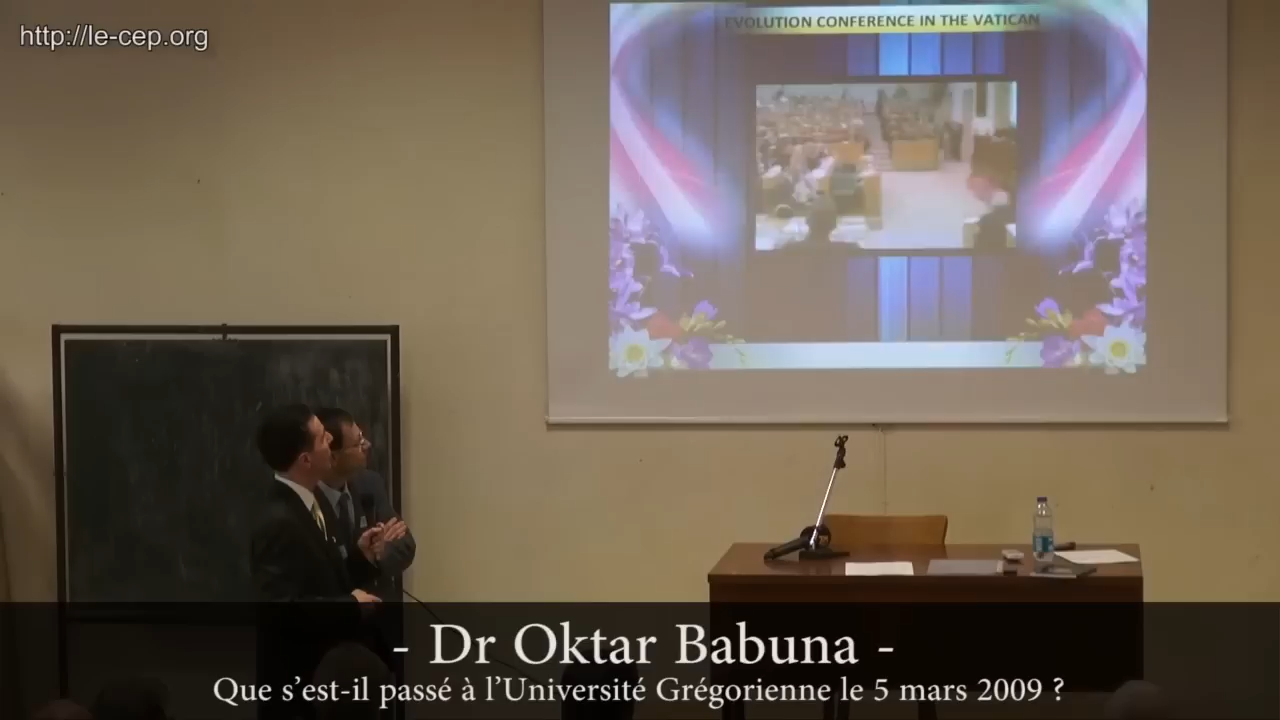 http://le-cep.org
EVOLUTION CONFERENCE IN THE VATICAN
- Dr Oktar Babuna -
Que s'est-il passé à l'Université Grégorienne le 5 mars 2009 ?